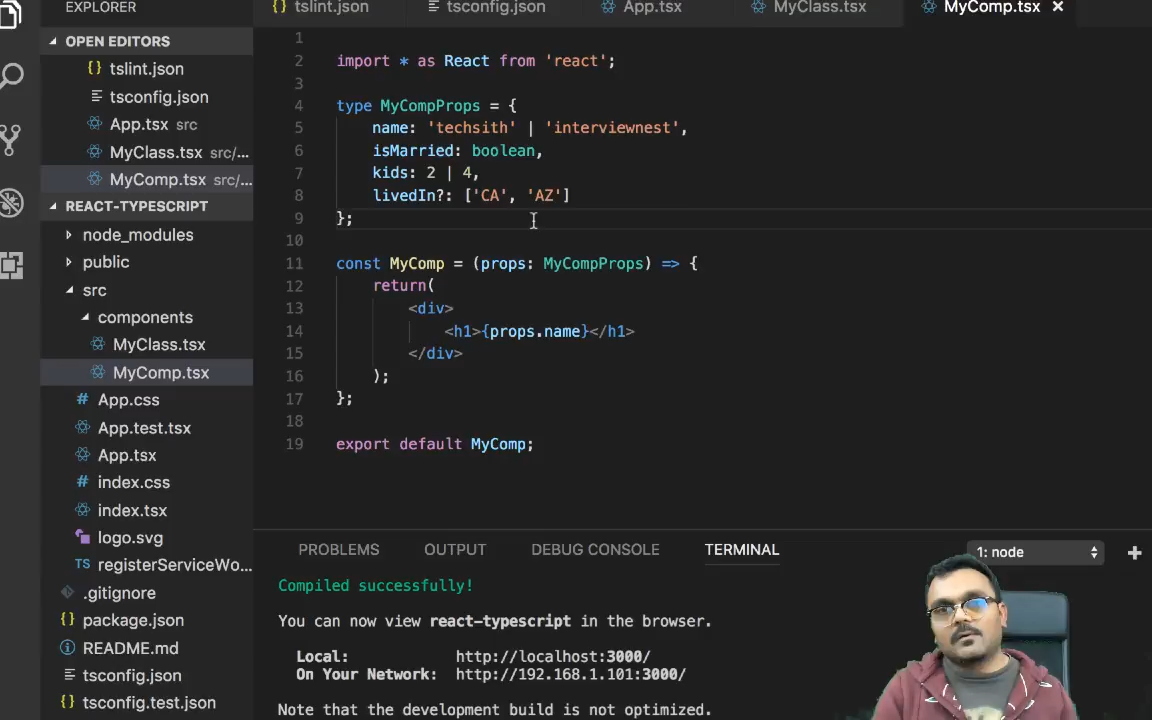 EXPLORER
OPEN EDITORS
tslint.json
tsconfig.json
App.tsx src
MyClass.tsx src/...
MyComp.tsx src/...
REACT-TYPESCRIPT
node_modules
public
src
components
MyClass.tsx
MyComp.tsx
App.css
App.test.tsx
App.tsx
index.css
index.tsx
logo.svg
TS registerServiceWo...
.gitignore
package.json
README.md
tsconfig.json
tsconfig.test.json
tslint.json tsconfig.json App.tsx MyClass.tsx MyComp.tsx
1
2 import * as React from 'react';
3
4 type MyCompProps = {
5 name: 'techsith' | 'interviewnest',
6 isMarried: boolean,
7 kids: 2 | 4,
8 livedIn?: ['CA', 'AZ']
9 };
10
11 const MyComp = (props: MyCompProps) => {
12 return(
13 <div>
14 <h1>{props.name}</h1>
15 </div>
16 );
17 };
18
19 export default MyComp;
PROBLEMS OUTPUT DEBUG CONSOLE TERMINAL 1: node
Compiled successfully!
You can now view react-typescript in the browser.
Local: http://localhost:3000/
On Your Network: http://192.168.1.101:3000/
Note that the development build is not optimized.